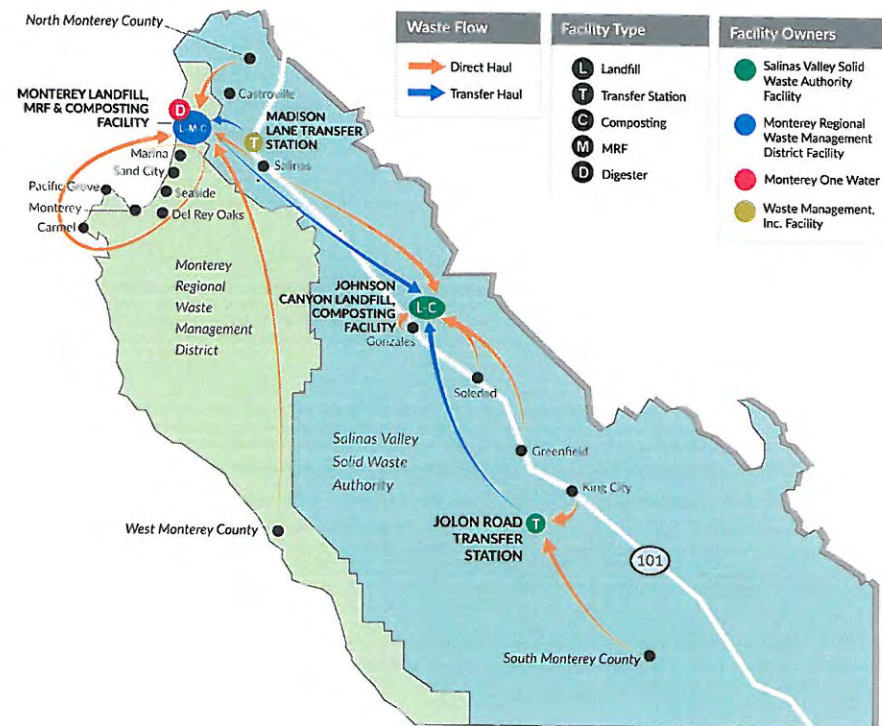 North Monterey County
Castroville
MONTEREY LANDFILL,
MRF & COMPOSTING
FACILITY
D
L-M-C
MADISON
LANE TRANSFER
STATION
T
Marina
Sand City
Salinas
Pacific Grove
Seaside
Monterey
Del Rey Oaks
Carmel
Monterey
Regional
Waste
Management
District
JOHNSON
CANYON LANDFILL,
COMPOSTING
FACILITY
L-C
Gonzales
Soledad
Salinas Valley
Solid Waste
Authority
Greenfield
King City
West Monterey County
JOLON ROAD
TRANSFER
STATION
T
101
South Monterey County
Waste Flow
Direct Haul
Transfer Haul
Facility Type
L Landfill
T Transfer Station
C Composting
M MRF
D Digester
Facility Owners
Salinas Valley Solid
Waste Authority
Facility
Monterey Regional
Waste Management
District Facility
Monterey One Water
Waste Management,
Inc. Facility